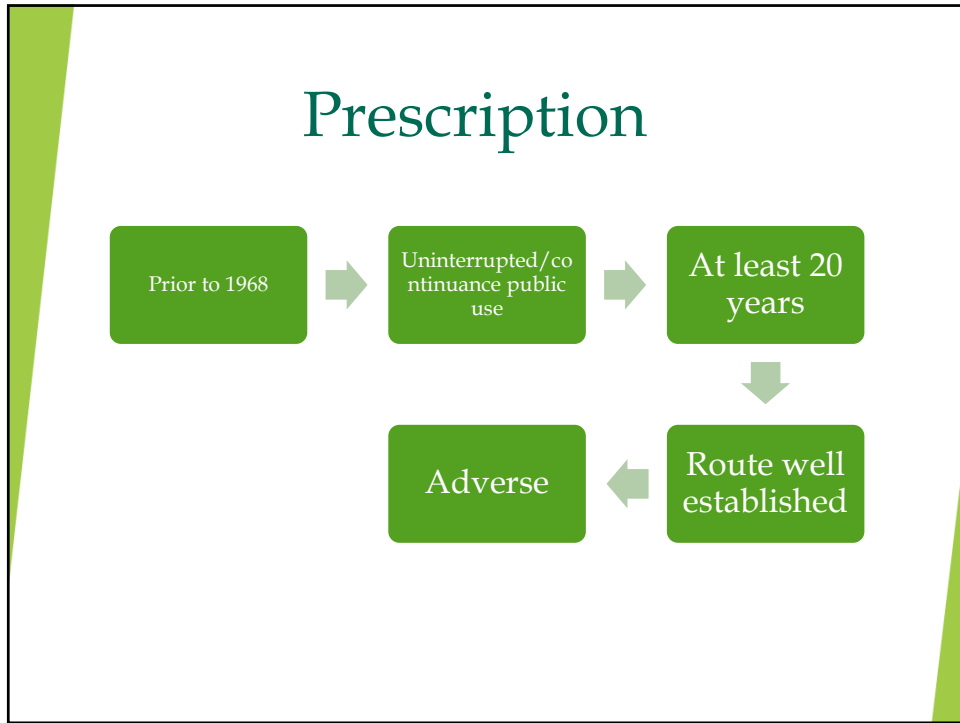 Prescription
Prior to 1968
Uninterrupted/co
ntinuance public
use
At least 20
years
Route well
established
Adverse